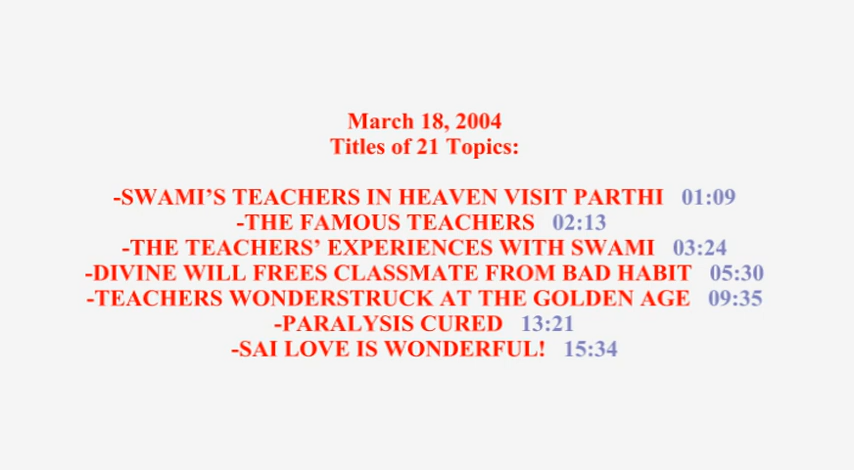 March 18, 2004
Titles of 21 Topics:
-SWAMI'S TEACHERS IN HEAVEN VISIT PARTHI 01:09
-THE FAMOUS TEACHERS 02:13
-THE TEACHERS' EXPERIENCES WITH SWAMI 03:24
-DIVINE WILL FREES CLASSMATE FROM BAD HABIT 05:30
-TEACHERS WONDERSTRUCK AT THE GOLDEN AGE 09:35
-PARALYSIS CURED 13:21
-SAI LOVE IS WONDERFUL! 15:34